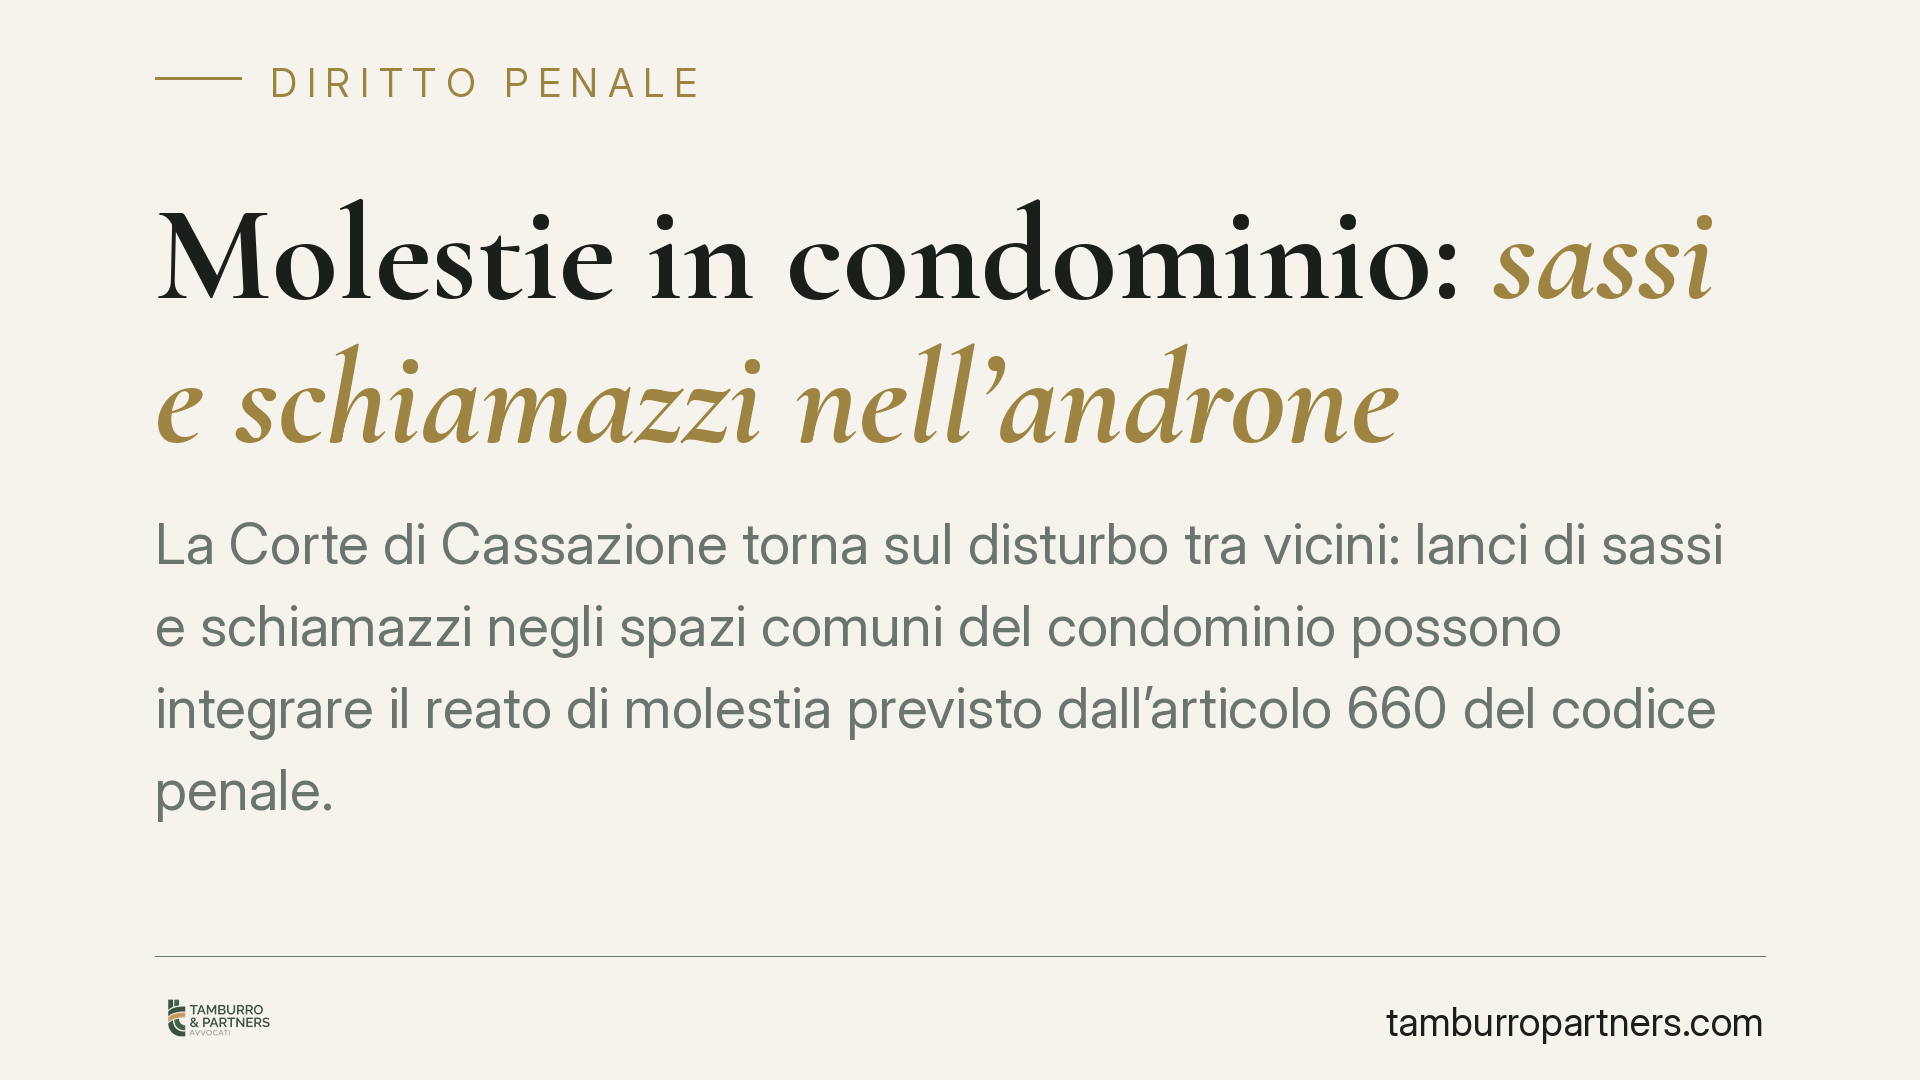 DIRITTO PENALE
Molestie in condominio: sassi
e schiamazzi nell’androne
La Corte di Cassazione torna sul disturbo tra vicini: lanci di sassi
e schiamazzi negli spazi comuni del condominio possono
integrare il reato di molestia previsto dall’articolo 660 del codice
penale.
TAMBURRO
& PARTNERS
AVVOCATI
tamburropartners.com